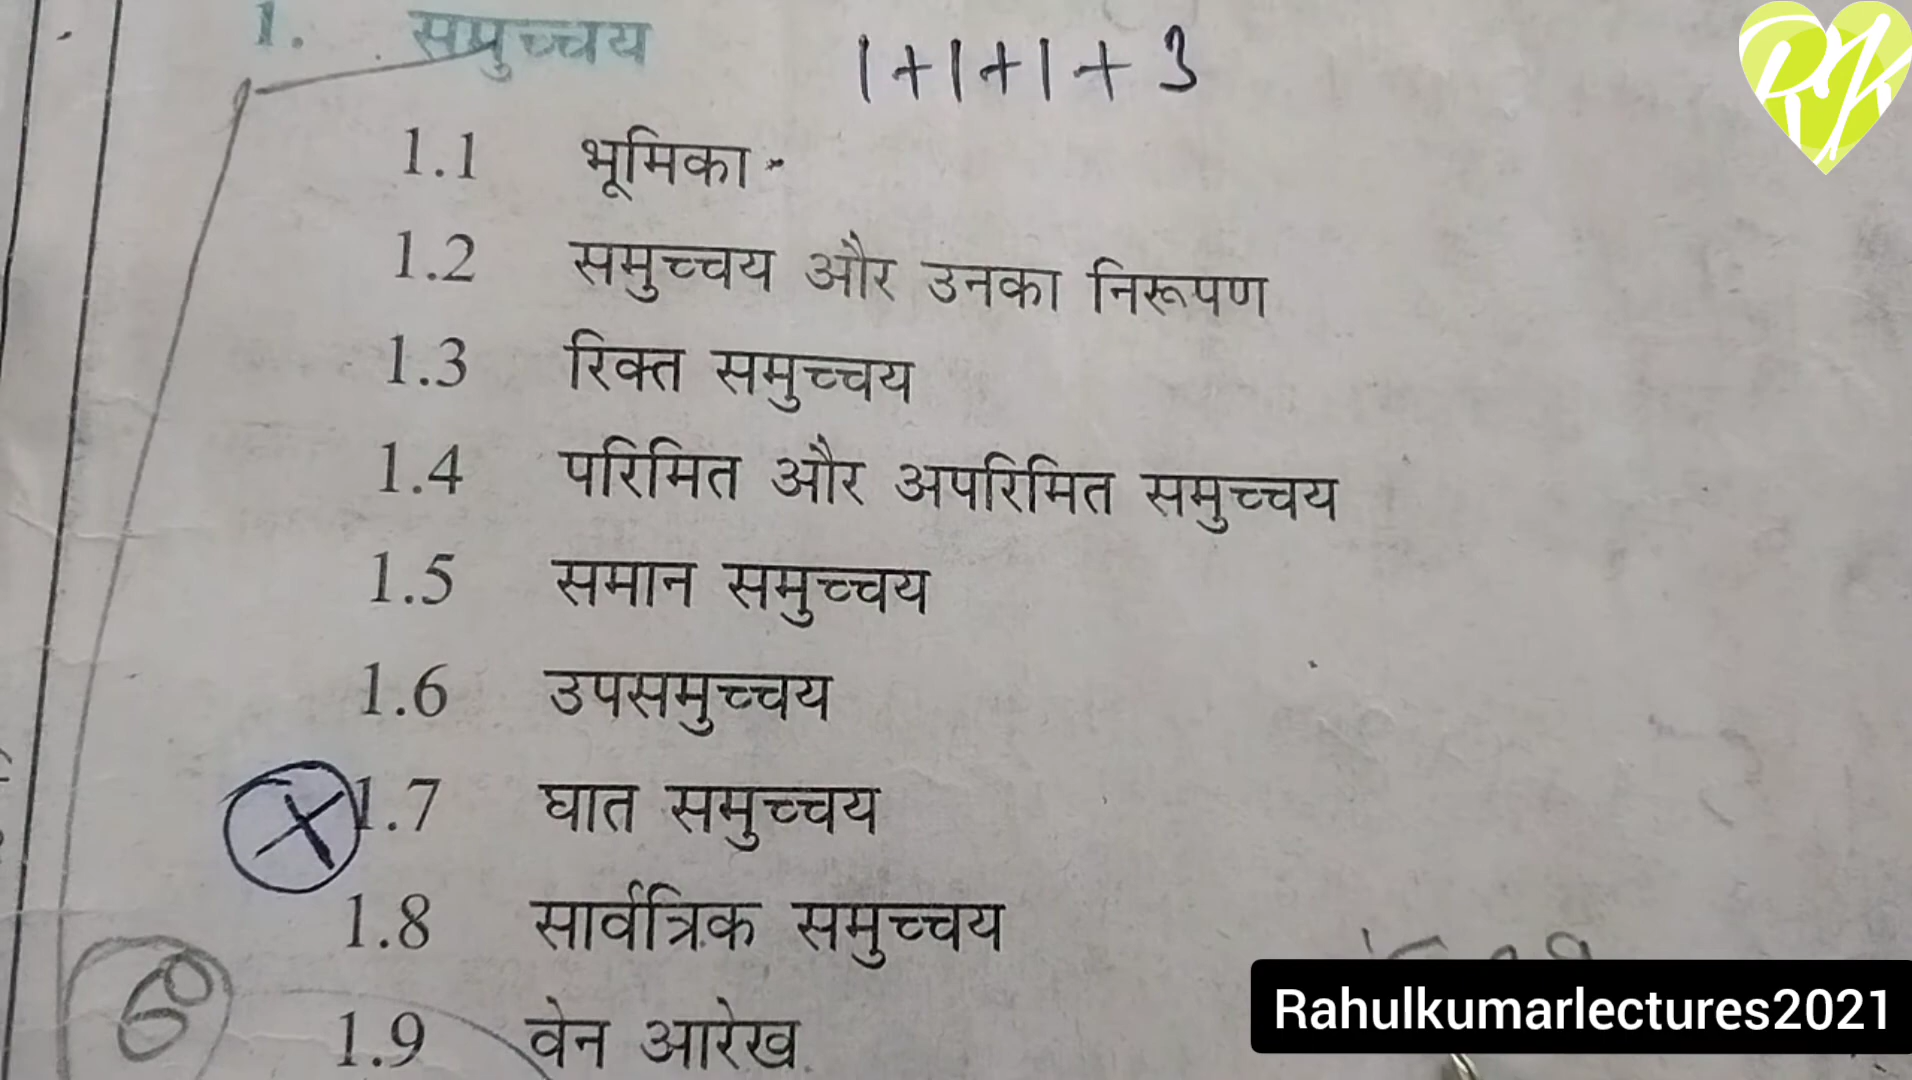 1. समुच्चय
1+1+1+3
RK
1.1 भूमिका
1.2 समुच्चय और उनका निरूपण
1.3 रिक्त समुच्चय
1.4 परिमित और अपरिमित समुच्चय
1.5 समान समुच्चय
1.6 उपसमुच्चय
1.7 घात समुच्चय
1.8 सार्वत्रिक समुच्चय
1.9 वेन आरेख
Rahulkumarlectures2021